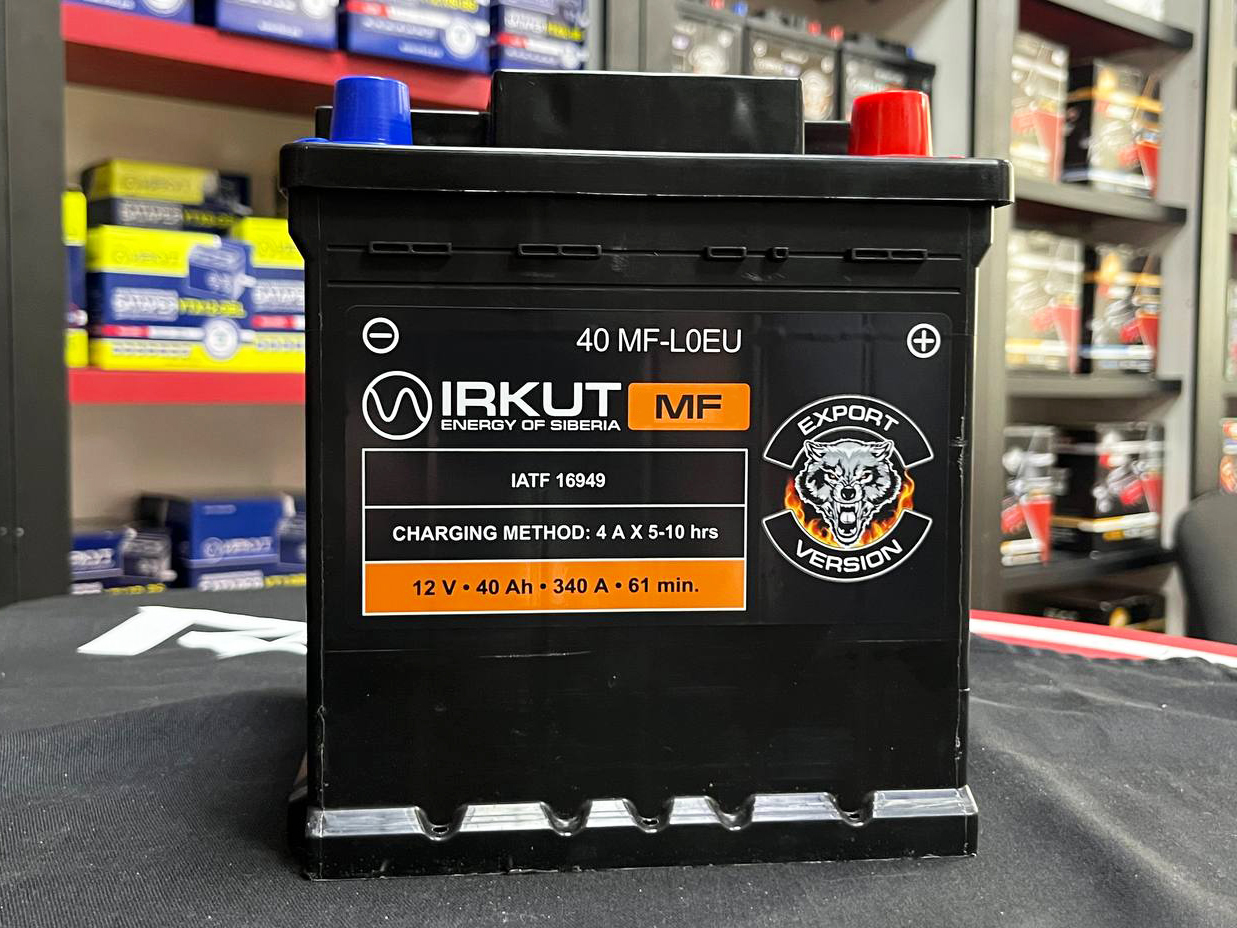 40 MF-L0EU
IRKUT MF
ENERGY OF SIBERIA
IATF 16949
CHARGING METHOD: 4 A X 5-10 hrs
12 V • 40 Ah • 340 A • 61 min.
EXPORT
VERSION